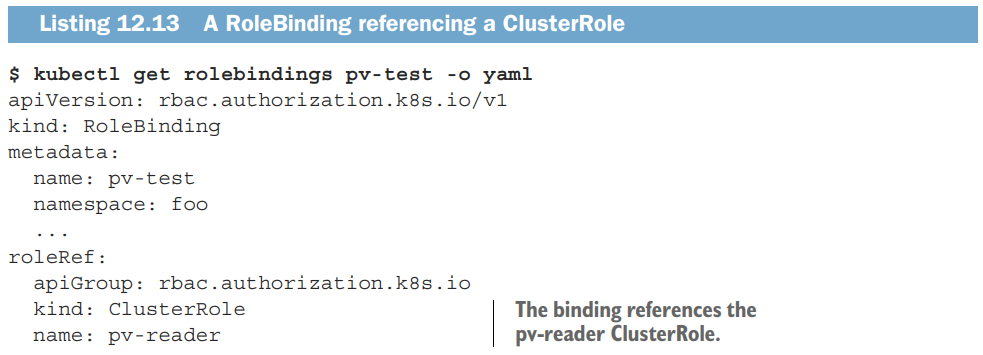 Listing 12.13 A RoleBinding referencing a ClusterRole
$ kubectl get rolebindings pv-test -o yaml
apiVersion: rbac.authorization.k8s.io/v1
kind: RoleBinding
metadata:
  name: pv-test
  namespace: foo
  ...
roleRef:
  apiGroup: rbac.authorization.k8s.io
  kind: ClusterRole
  name: pv-reader
The binding references the
pv-reader ClusterRole.